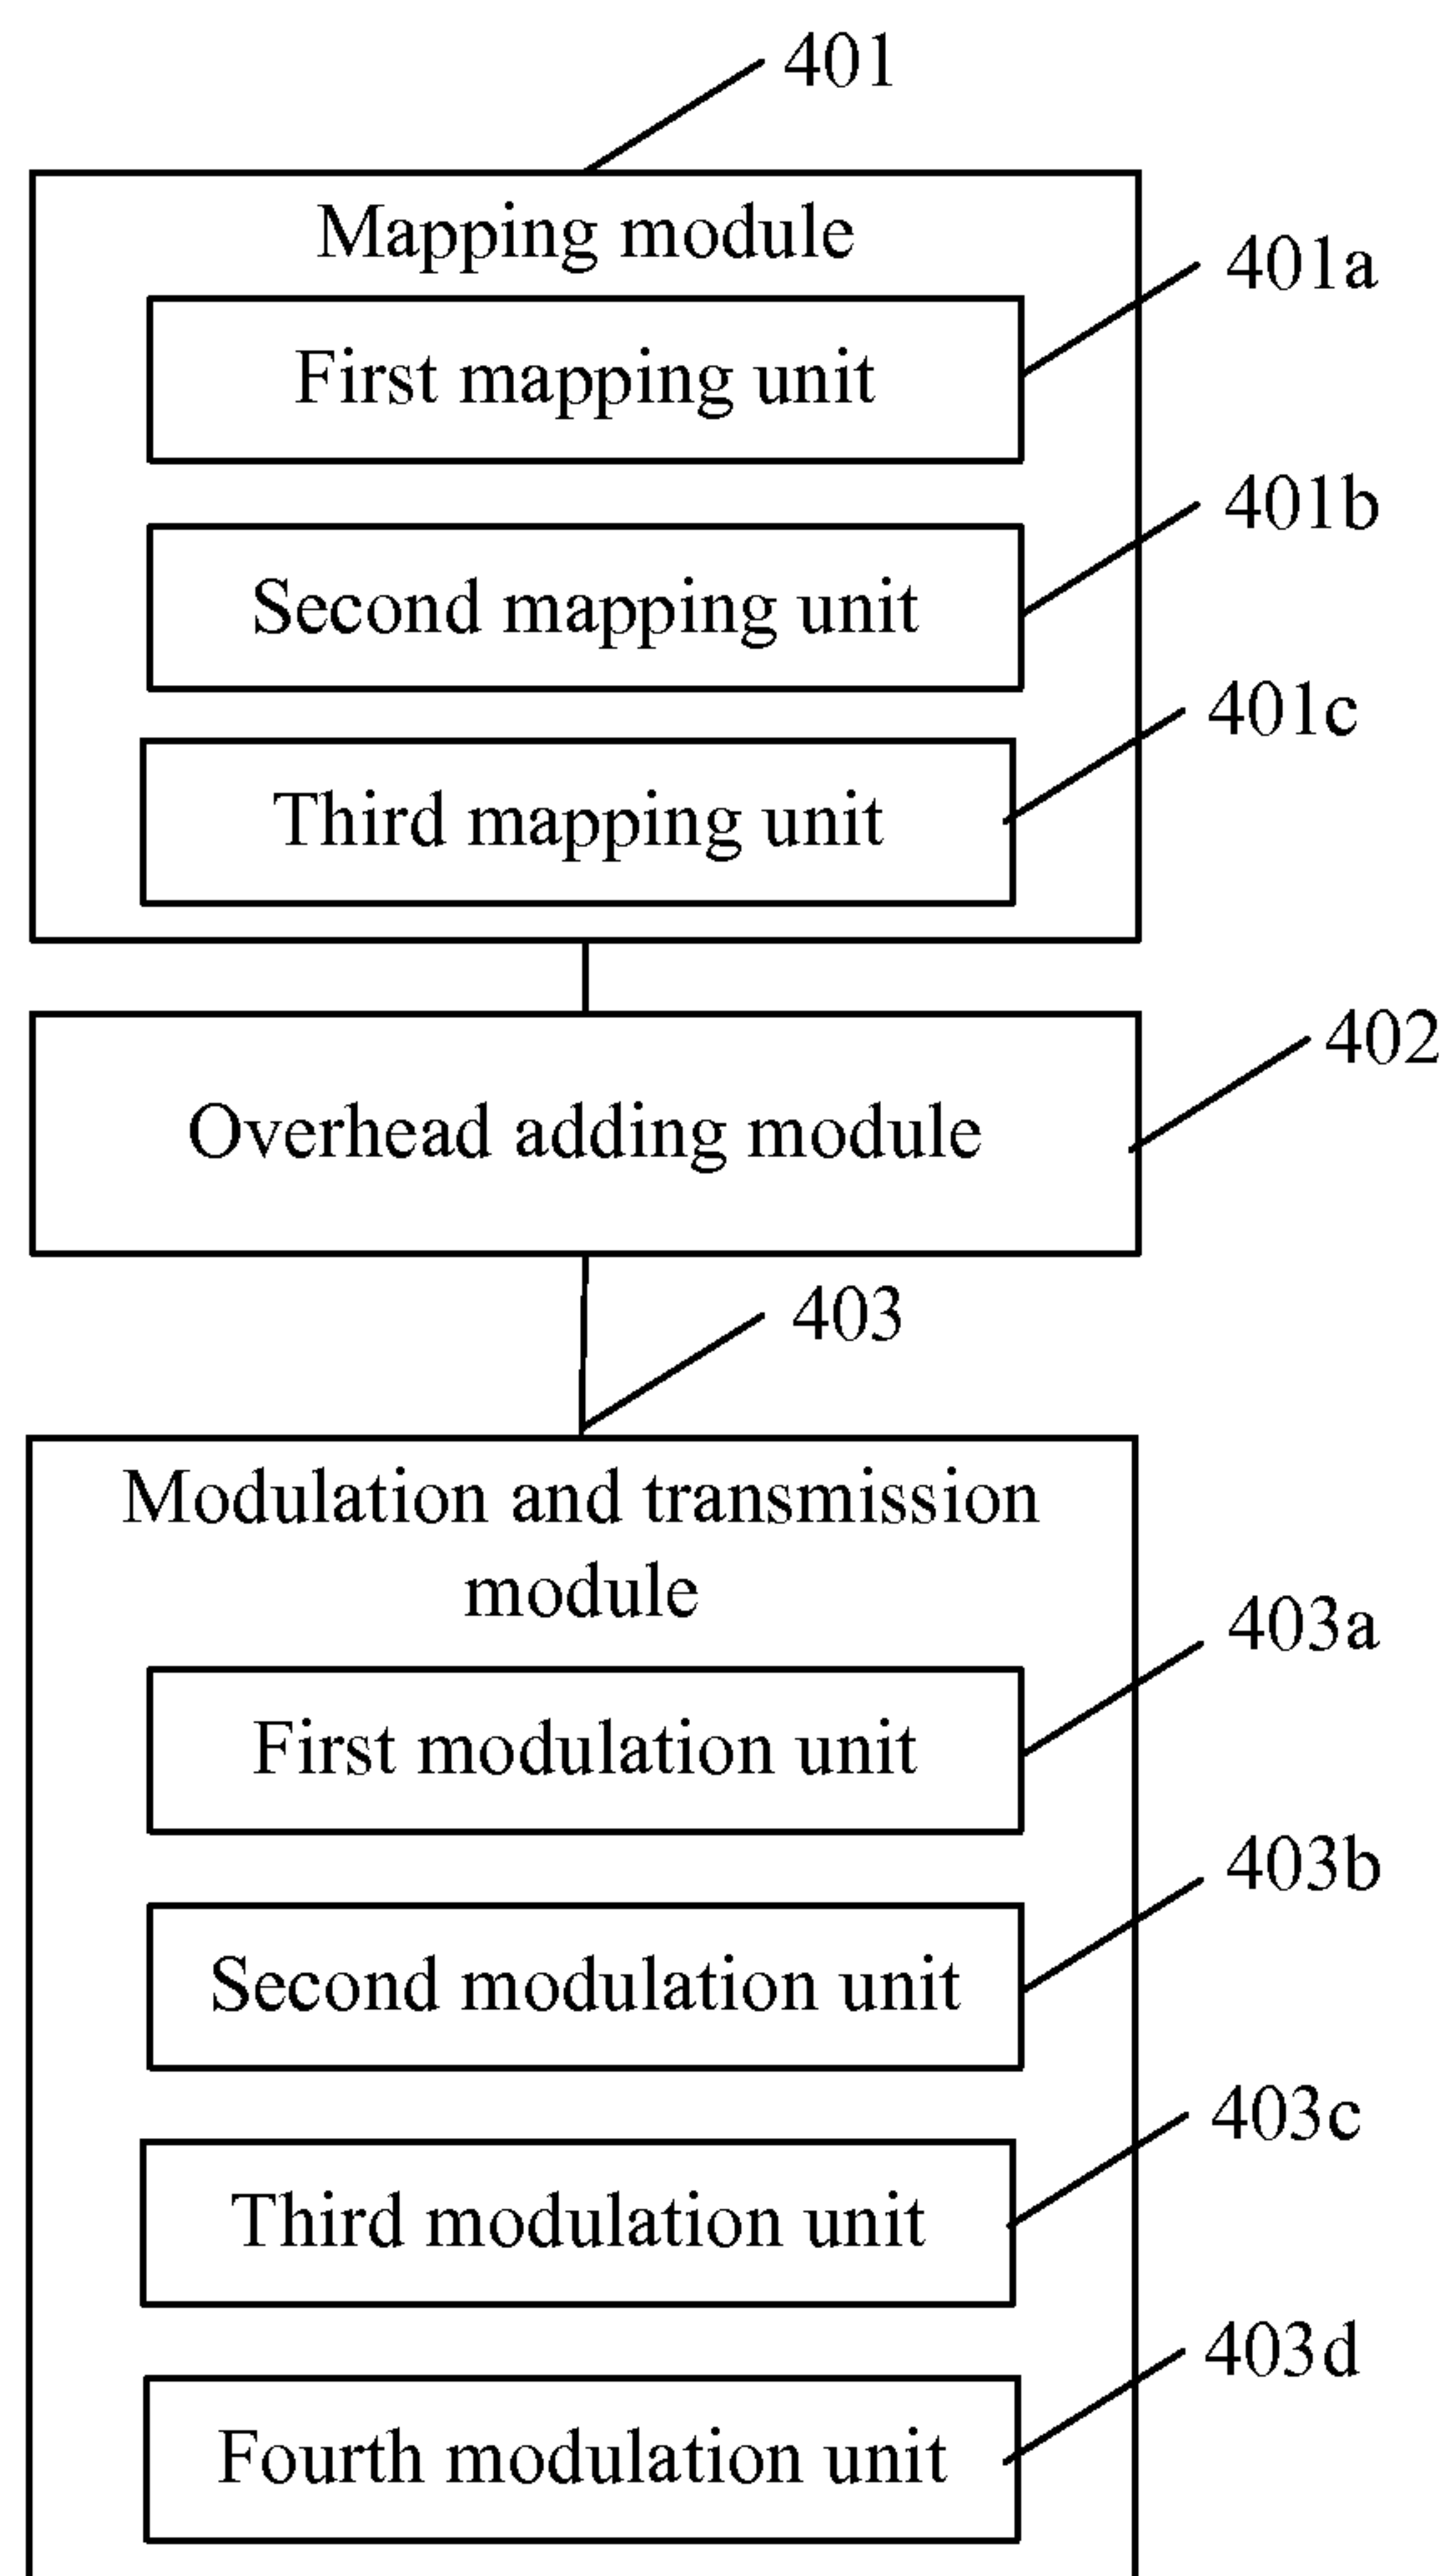 401
Mapping module
401a
First mapping unit
401b
Second mapping unit
401c
Third mapping unit
402
Overhead adding module
403
Modulation and transmission
module
403a
First modulation unit
403b
Second modulation unit
403c
Third modulation unit
403d
Fourth modulation unit